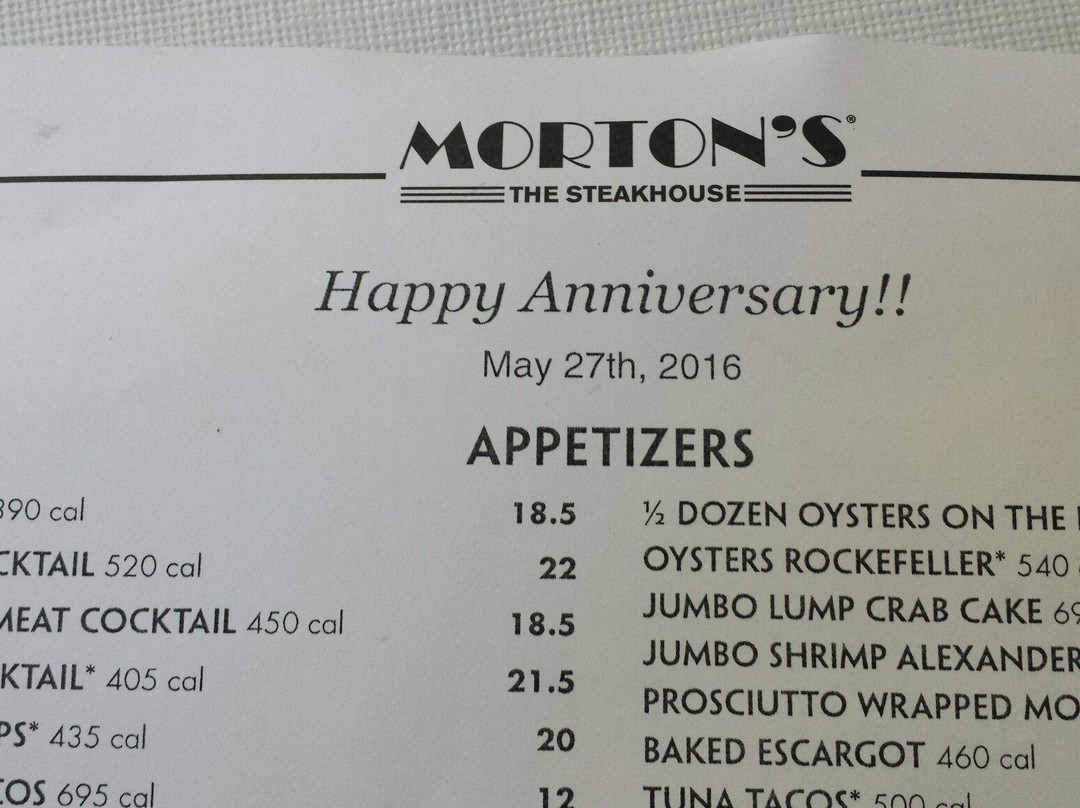 MORTON'S®
THE STEAKHOUSE
Happy Anniversary!!
May 27th, 2016
APPETIZERS
390 cal 18.5
CKTAIL 520 cal 22
MEAT COCKTAIL 450 cal 18.5
KTAIL* 405 cal 21.5
PS* 435 cal 20
COS 695 cal 12
½ DOZEN OYSTERS ON THE
OYSTERS ROCKEFELLER* 540
JUMBO LUMP CRAB CAKE 69
JUMBO SHRIMP ALEXANDER
PROSCIUTTO WRAPPED MO
BAKED ESCARGOT 460 cal
TUNA TACOS* 500 cal